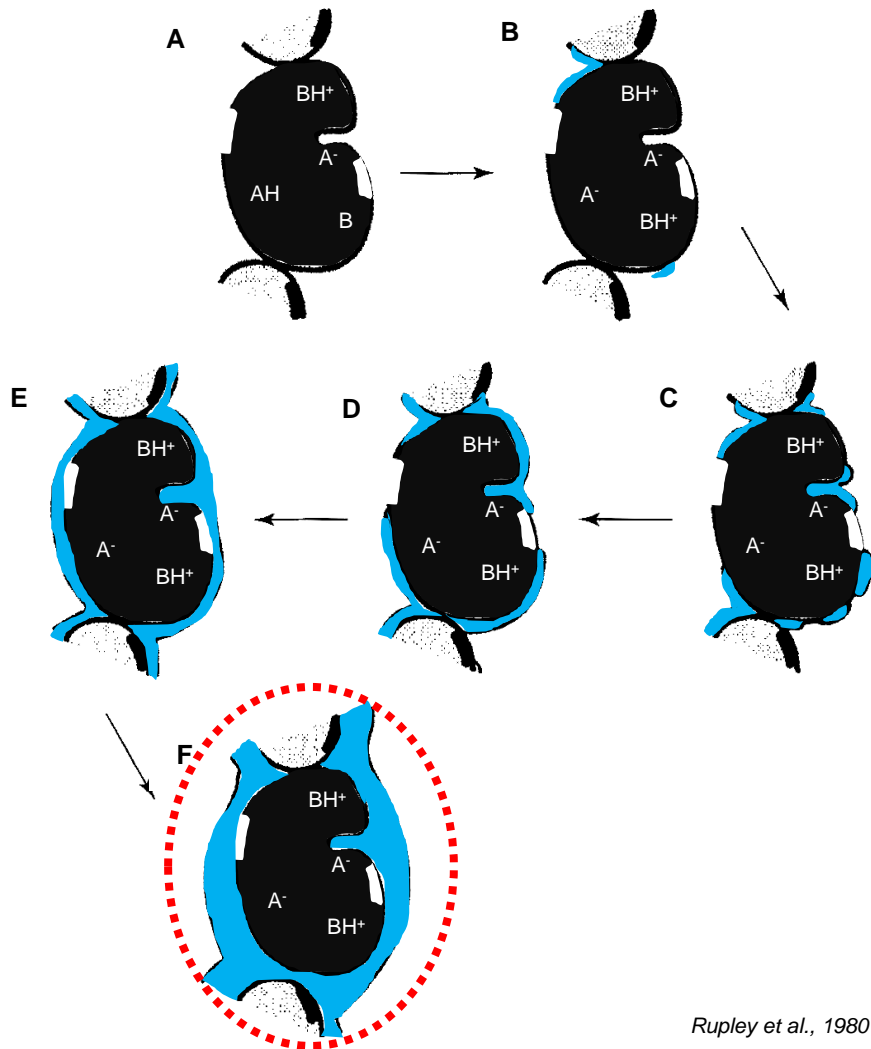 A
BH⁺
A⁻
AH
B
B
BH⁺
A⁻
A⁻
BH⁺
C
BH⁺
A⁻
A⁻
BH⁺
D
BH⁺
A⁻
A⁻
BH⁺
E
BH⁺
A⁻
A⁻
BH⁺
F
BH⁺
A⁻
A⁻
BH⁺
Rupley et al., 1980